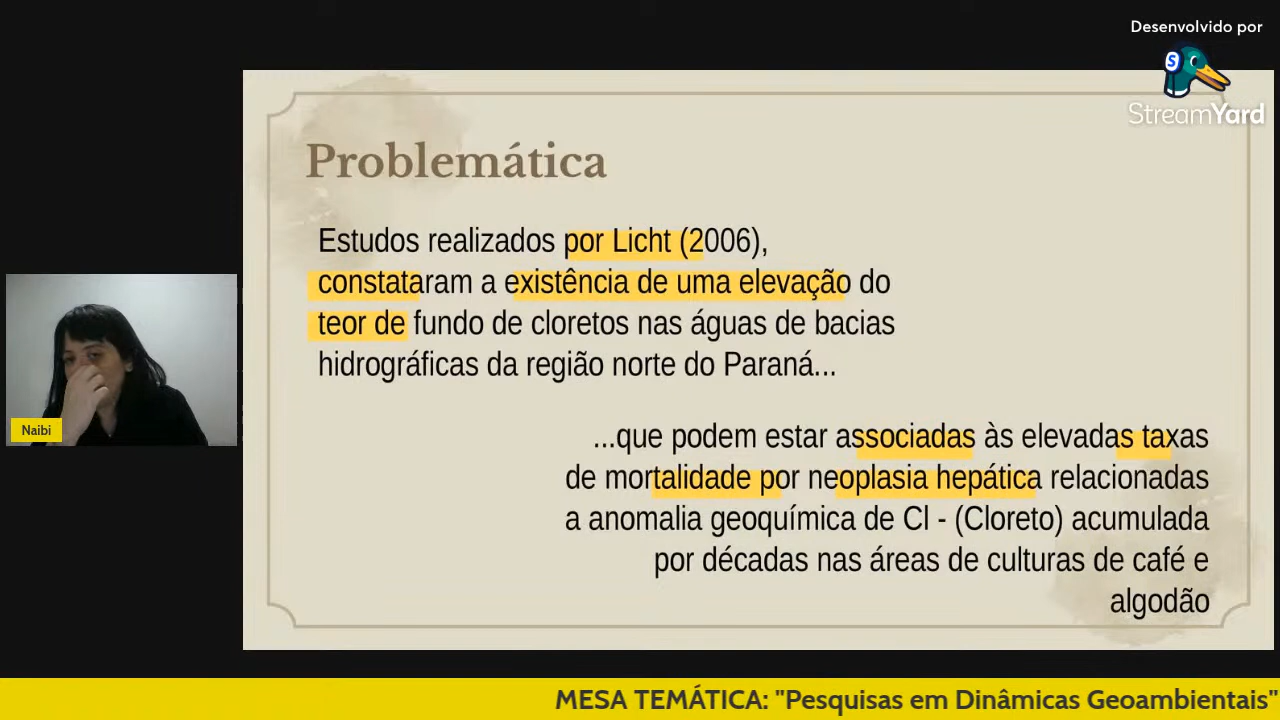 Desenvolvido por
S
StreamYard
Problemática
Estudos realizados por Licht (2006),
constataram a existência de uma elevação do
teor de fundo de cloretos nas águas de bacias
hidrográficas da região norte do Paraná...
...que podem estar associadas às elevadas taxas
de mortalidade por neoplasia hepática relacionadas
a anomalia geoquímica de Cl - (Cloreto) acumulada
por décadas nas áreas de culturas de café e
algodão
Naibi
MESA TEMÁTICA: "Pesquisas em Dinâmicas Geoambientais"